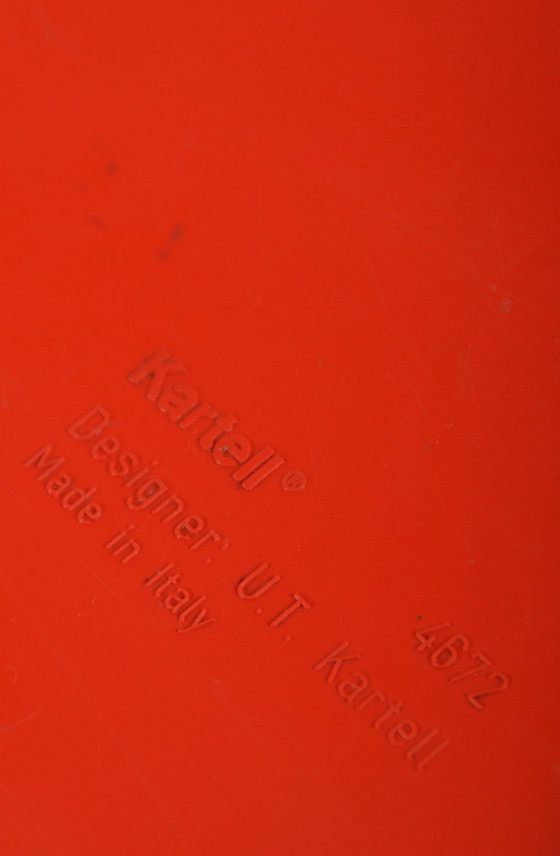 Kartell®
Designer: U.T. Kartell
Made in Italy
4672